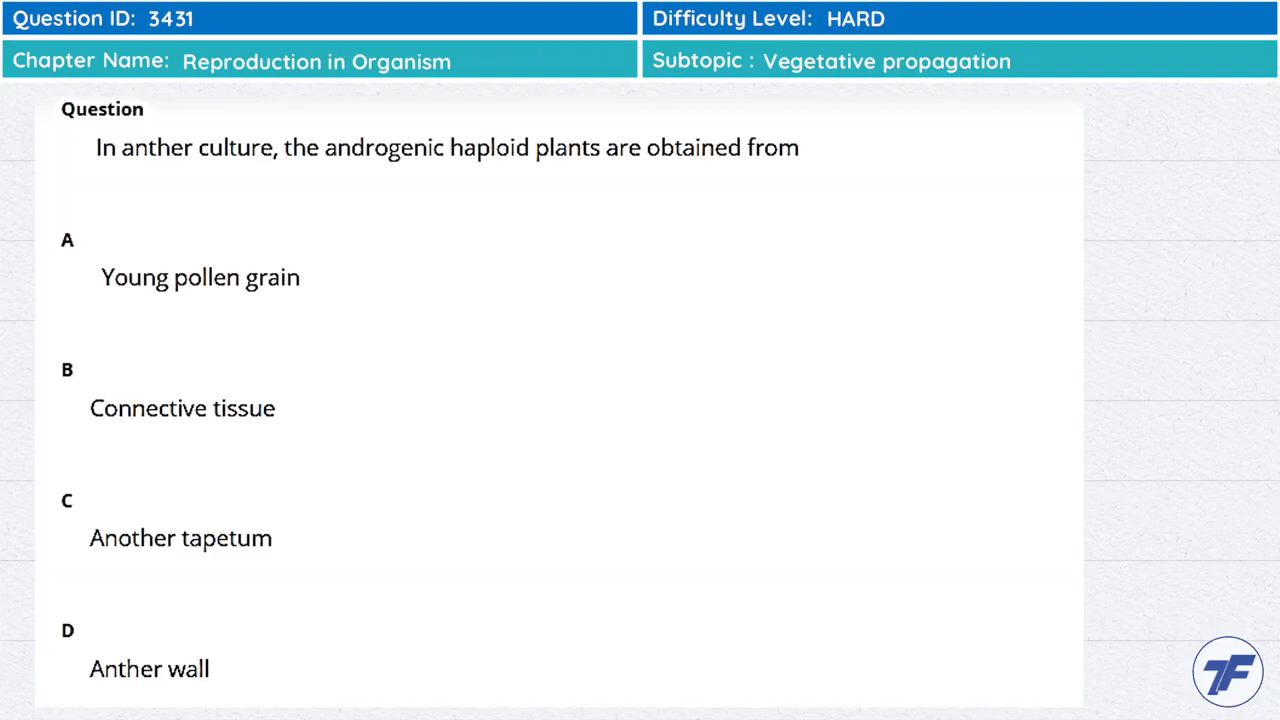 Question ID: 3431
Difficulty Level: HARD
Chapter Name: Reproduction in Organism
Subtopic : Vegetative propagation
Question
In anther culture, the androgenic haploid plants are obtained from
A
Young pollen grain
B
Connective tissue
C
Another tapetum
D
Anther wall
7F